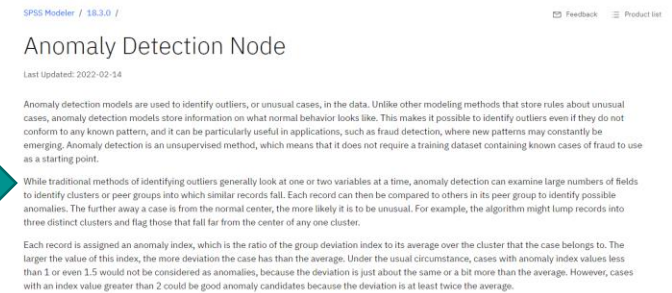 SPSS Modeler / 18.3.0 /
Feedback Product list
Anomaly Detection Node
Last Updated: 2022-02-14
Anomaly detection models are used to identify outliers, or unusual cases, in the data. Unlike other modeling methods that store rules about unusual
cases, anomaly detection models store information on what normal behavior looks like. This makes it possible to identify outliers even if they do not
conform to any known pattern, and it can be particularly useful in applications, such as fraud detection, where new patterns may constantly be
emerging. Anomaly detection is an unsupervised method, which means that it does not require a training dataset containing known cases of fraud to use
as a starting point.
While traditional methods of identifying outliers generally look at one or two variables at a time, anomaly detection can examine large numbers of fields
to identify clusters or peer groups into which similar records fall. Each record can then be compared to others in its peer group to identify possible
anomalies. The further away a case is from the normal center, the more likely it is to be unusual. For example, the algorithm might lump records into
three distinct clusters and flag those that fall far from the center of any one cluster.
Each record is assigned an anomaly index, which is the ratio of the group deviation index to its average over the cluster that the case belongs to. The
larger the value of this index, the more deviation the case has than the average. Under the usual circumstance, cases with anomaly index values less
than 1 or even 1.5 would not be considered as anomalies, because the deviation is just about the same or a bit more than the average. However, cases
with an index value greater than 2 could be good anomaly candidates because the deviation is at least twice the average.